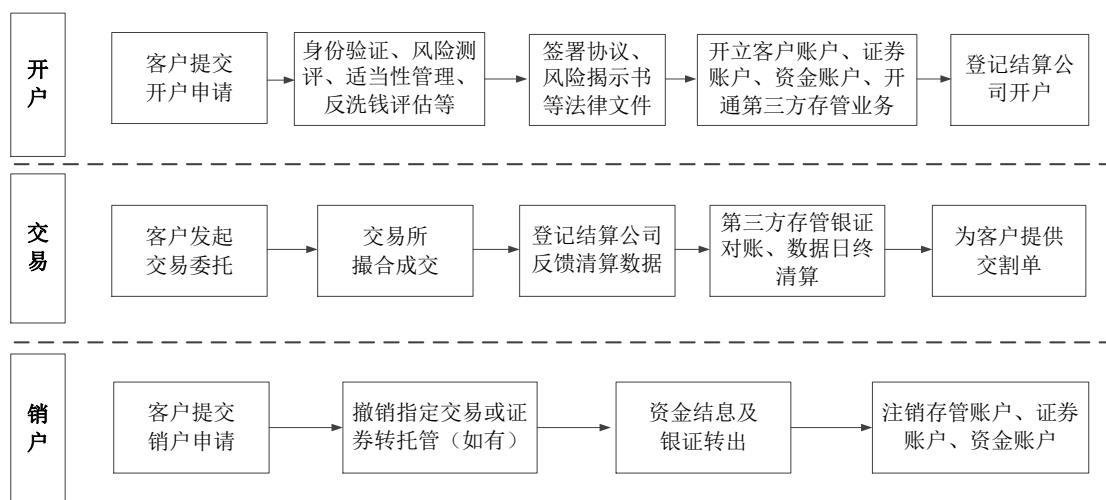 开
户
客户提交
开户申请
身份验证、风险测
评、适当性管理、
反洗钱评估等
签署协议、
风险揭示书
等法律文件
开立客户账户、证券
账户、资金账户、开
通第三方存管业务
登记结算公
司开户
交
易
客户发起
交易委托
交易所
撮合成交
登记结算公司
反馈清算数据
第三方存管银证
对账、数据日终
清算
为客户提供
交割单
销
户
客户提交
销户申请
撤销指定交易或证
券转托管（如有）
资金结息及
银证转出
注销存管账户、证券
账户、资金账户